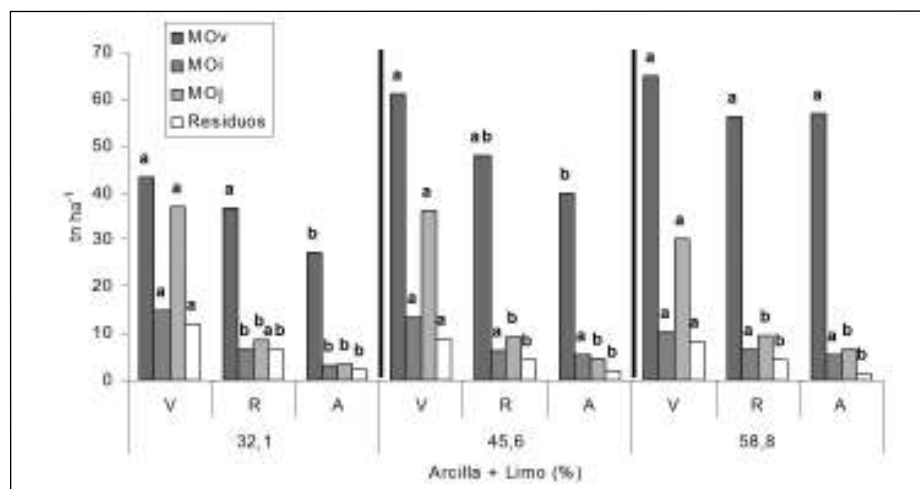 MOv
MOi
MOj
Residuos
70
60
50
40
30
20
10
0
tn ha⁻¹
a a a a
a b b ab
b b b b
a a a a
ab a b b
b a b b
a a a a
a a b b
a a b b
V R A V R A V R A
32,1 45,6 58,8
Arcilla + Limo (%)